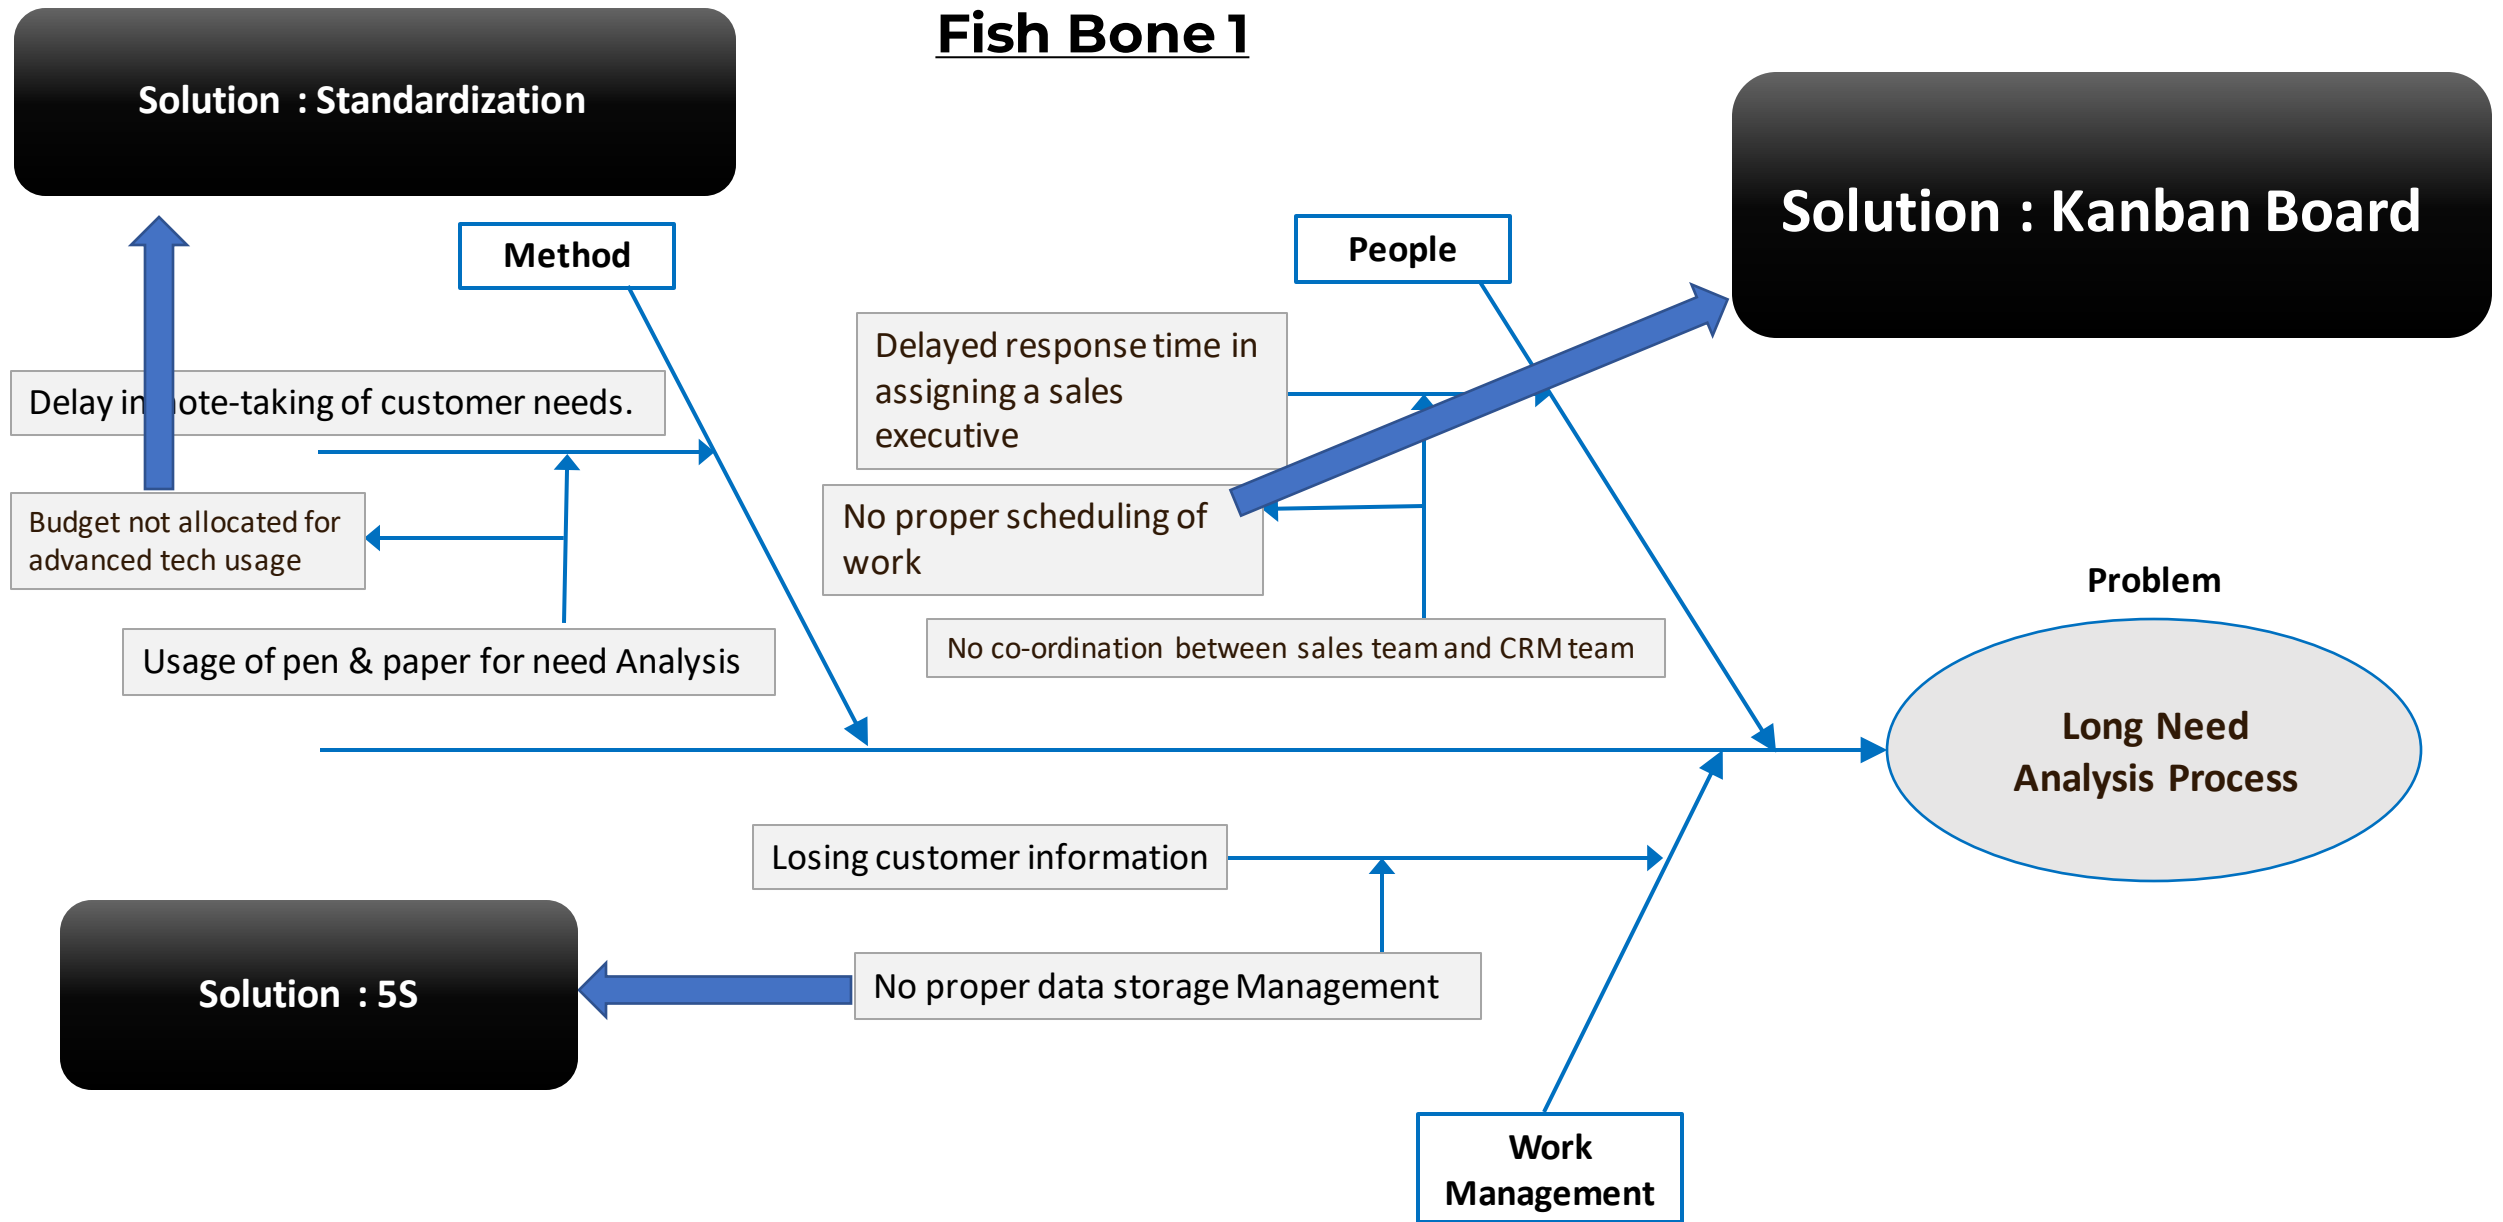 Fish Bone 1
Solution : Standardization
Solution : Kanban Board
Method
People
Delayed response time in
assigning a sales
executive
Delay in note-taking of customer needs.
Budget not allocated for
advanced tech usage
No proper scheduling of
work
Usage of pen & paper for need Analysis
No co-ordination between sales team and CRM team
Problem
Long Need
Analysis Process
Losing customer information
Solution : 5S
No proper data storage Management
Work
Management